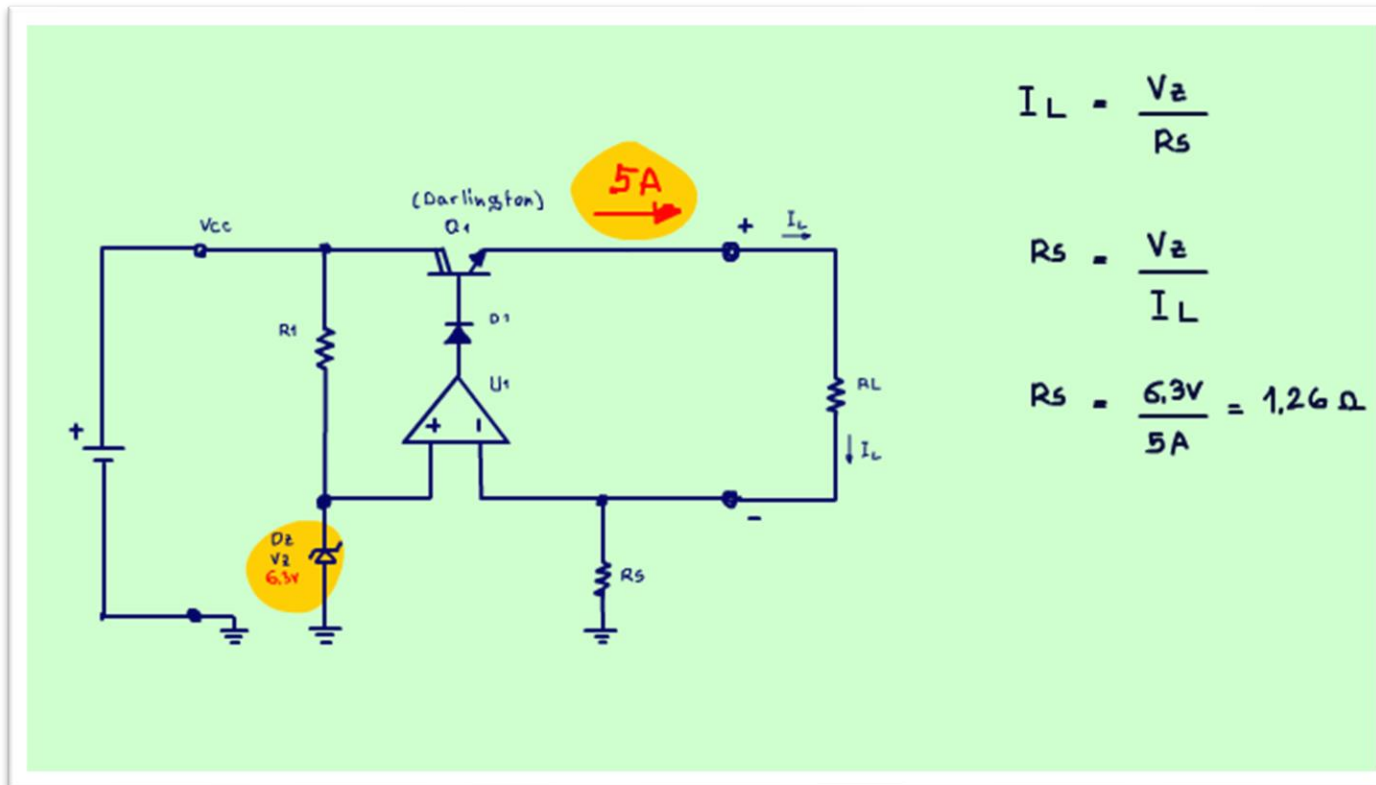 IL = Vz / Rs
5A
(Darlington)
Q1
Vcc
+ IL
Rs = Vz / IL
D1
R1
U1
RL
Rs = 6.3V / 5A = 1.26 Ω
+ -
+
IL
-
Dz
Vz
6.3v
Rs